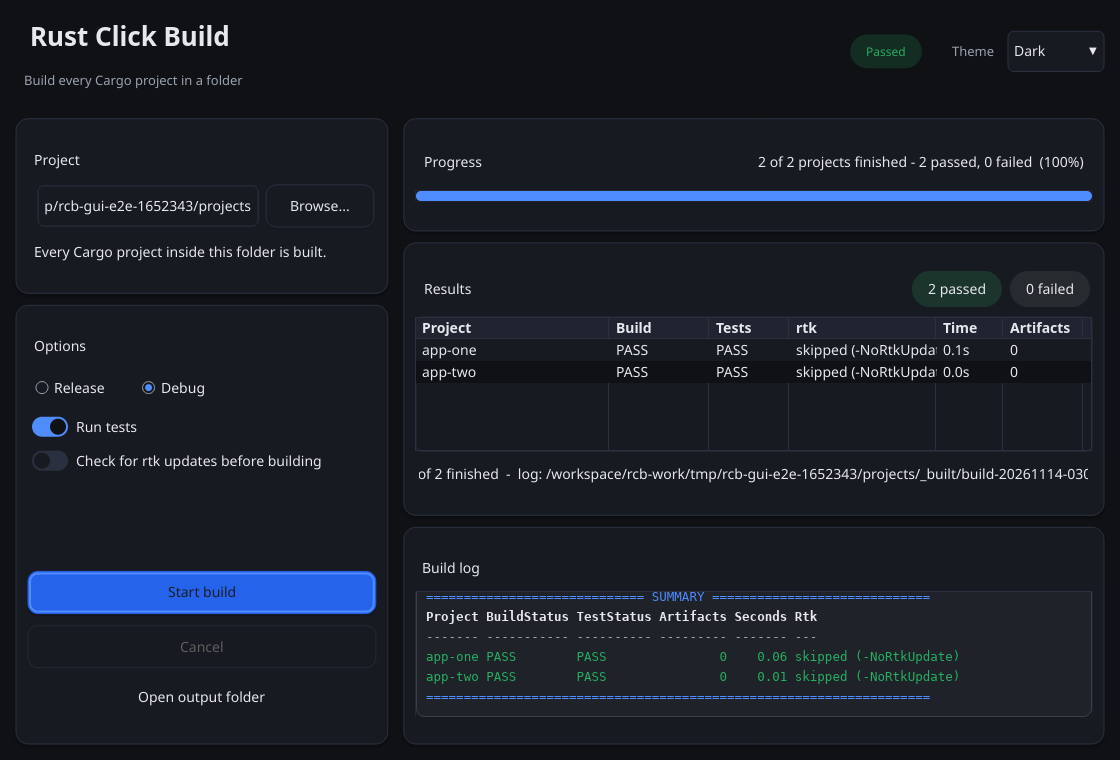 Rust Click Build
Build every Cargo project in a folder
Passed
Theme
Dark
Project
p/rcb-gui-e2e-1652343/projects
Browse...
Every Cargo project inside this folder is built.
Options
Release
Debug
Run tests
Check for rtk updates before building
Start build
Cancel
Open output folder
Progress
2 of 2 projects finished - 2 passed, 0 failed (100%)
Results
2 passed
0 failed
Project Build Tests rtk Time Artifacts
app-one PASS PASS skipped (-NoRtkUpdat 0.1s 0
app-two PASS PASS skipped (-NoRtkUpdat 0.0s 0
of 2 finished - log: /workspace/rcb-work/tmp/rcb-gui-e2e-1652343/projects/_built/build-20261114-030
Build log
============================= SUMMARY =============================
Project BuildStatus TestStatus Artifacts Seconds Rtk
------- ----------- ---------- --------- ------- ---
app-one PASS        PASS               0    0.06 skipped (-NoRtkUpdate)
app-two PASS        PASS               0    0.01 skipped (-NoRtkUpdate)
===================================================================